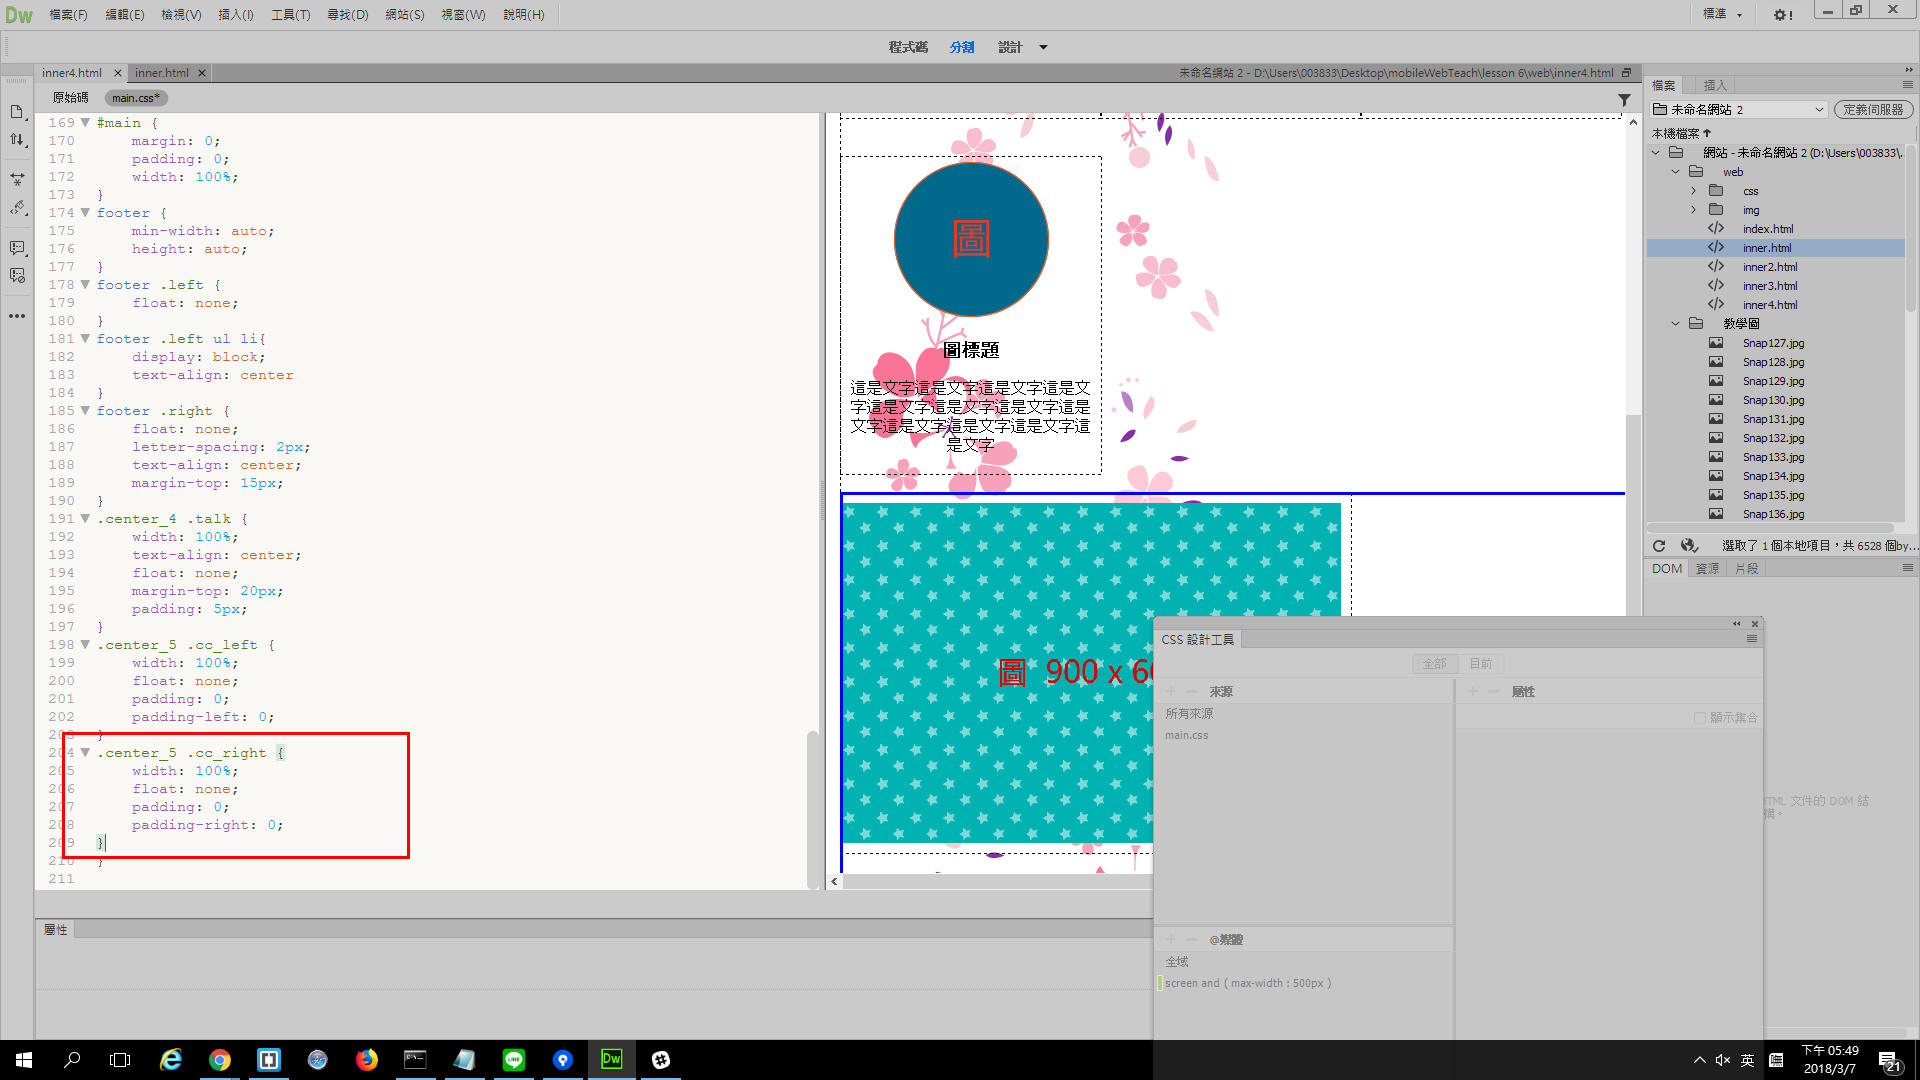 Dw 檔案(F) 編輯(E) 檢視(V) 插入(I) 工具(T) 尋找(D) 網站(S) 視窗(W) 說明(H) 標準
程式碼 分割 設計
inner4.html × inner.html × 未命名網站 2 - D:\Users\003833\Desktop\mobileWebTeach\lesson 6\web\inner4.html
原始碼 main.css*
169 #main {
170 margin: 0;
171 padding: 0;
172 width: 100%;
173 }
174 footer {
175 min-width: auto;
176 height: auto;
177 }
178 footer .left {
179 float: none;
180 }
181 footer .left ul li{
182 display: block;
183 text-align: center
184 }
185 footer .right {
186 float: none;
187 letter-spacing: 2px;
188 text-align: center;
189 margin-top: 15px;
190 }
191 .center_4 .talk {
192 width: 100%;
193 text-align: center;
194 float: none;
195 margin-top: 20px;
196 padding: 5px;
197 }
198 .center_5 .cc_left {
199 width: 100%;
200 float: none;
201 padding: 0;
202 padding-left: 0;
203 }
204 .center_5 .cc_right {
205 width: 100%;
206 float: none;
207 padding: 0;
208 padding-right: 0;
209 }
210 }
211
圖
圖標題
這是文字這是文字這是文字這是文
字這是文字這是文字這是文字這是
文字這是文字這是文字這是文字這
是文字
圖 900 x
檔案 插入
未命名網站 2 定義伺服器
本機檔案
網站 - 未命名網站 2 (D:\Users\003833\,..
web
css
img
index.html
inner.html
inner2.html
inner3.html
inner4.html
教學圖
Snap127.jpg
Snap128.jpg
Snap129.jpg
Snap130.jpg
Snap131.jpg
Snap132.jpg
Snap133.jpg
Snap134.jpg
Snap135.jpg
Snap136.jpg
選取了 1 個本地項目，共 6528 個by...
DOM 資源 片段
HTML 文件的 DOM 結
構。
CSS 設計工具
全部 目前
來源 屬性
所有來源 顯示集合
main.css
@媒體
全域
screen and ( max-width : 500px )
屬性
Dw 英 下午 05:49
2018/3/7 21